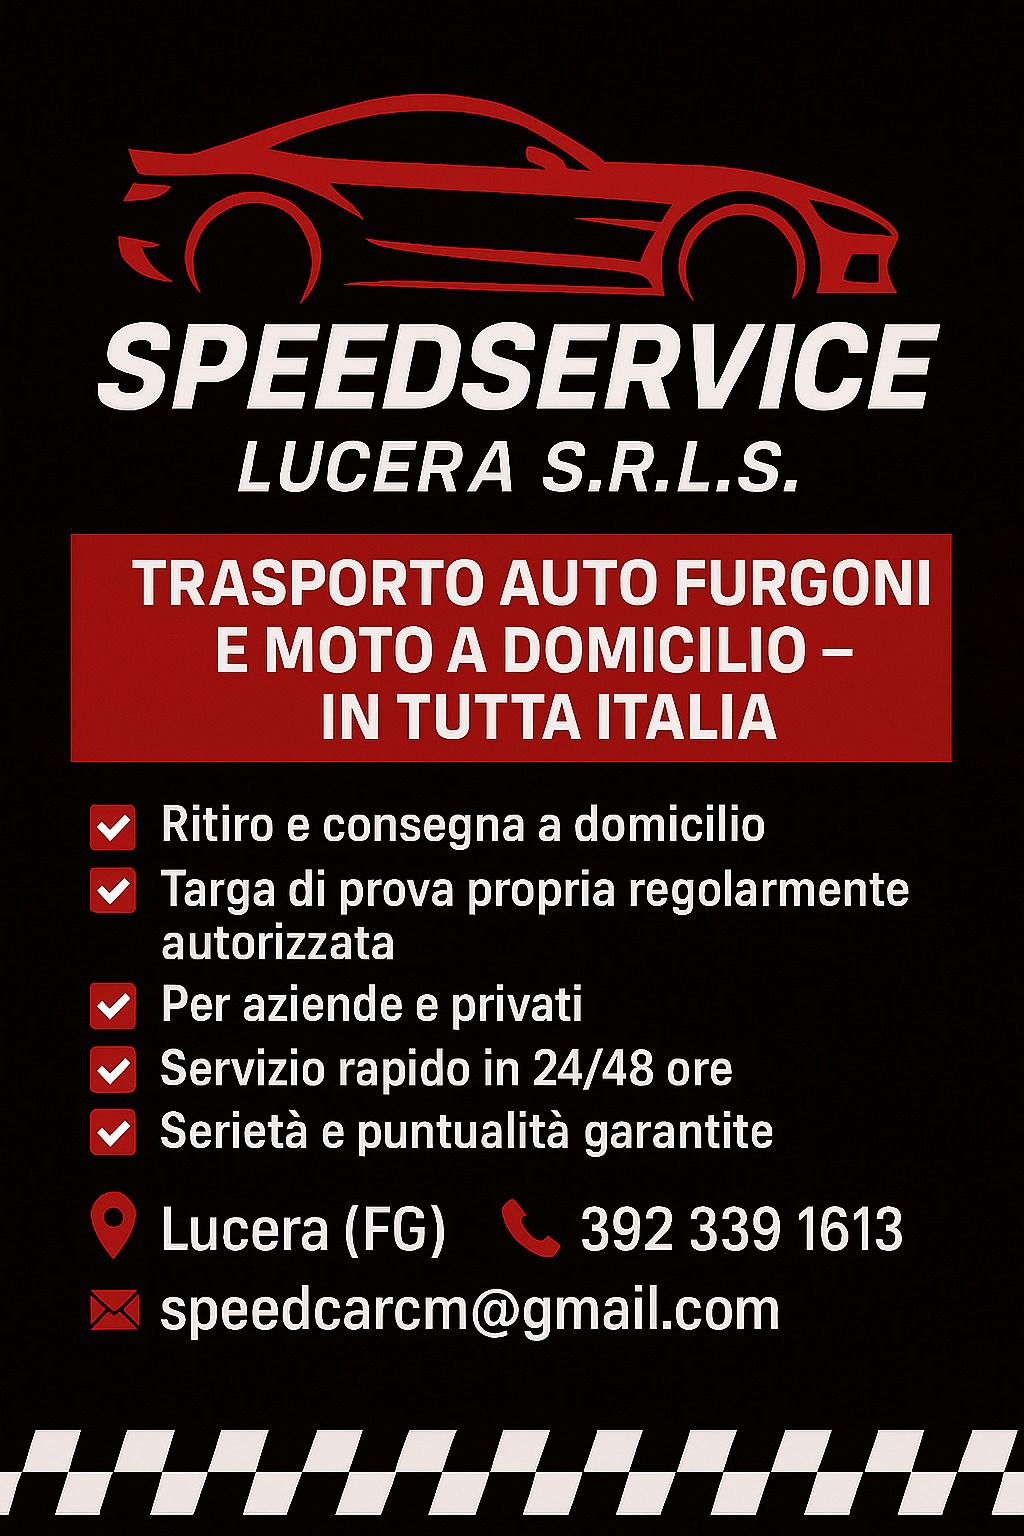 SPEEDSERVICE
LUCERA S.R.L.S.
TRASPORTO AUTO FURGONI
E MOTO A DOMICILIO –
IN TUTTA ITALIA
Ritiro e consegna a domicilio
Targa di prova propria regolarmente
autorizzata
Per aziende e privati
Servizio rapido in 24/48 ore
Serietà e puntualità garantite
Lucera (FG) 392 339 1613
speedcarcm@gmail.com